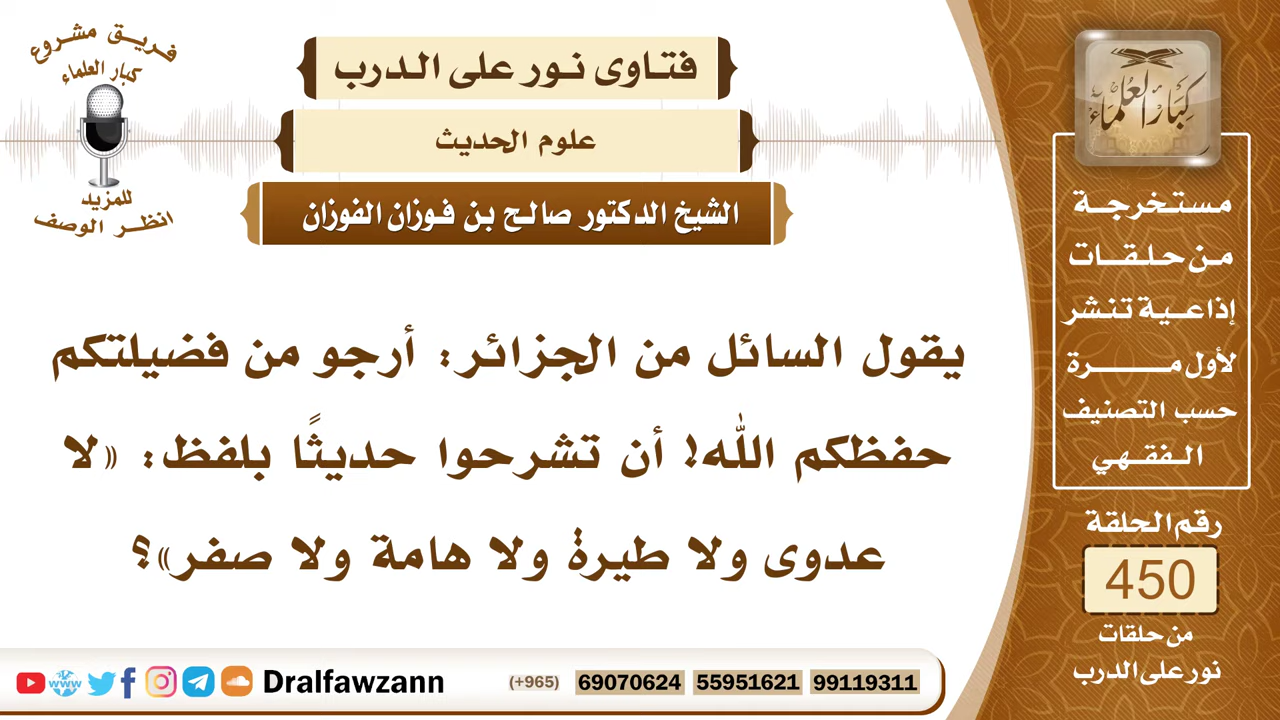 فريق مشروع
كبار العلماء
للمزيد
انظر الوصف
فتاوى نور على الدرب
علوم الحديث
الشيخ الدكتور صالح بن فوزان الفوزان
يقول السائل من الجزائر: أرجو من فضيلتكم
حفظكم الله! أن تشرحوا حديثًا بلفظ: «لا
عدوى ولا طيرة ولا هامة ولا صفر»؟
كبار العلماء
مستخرجة
من حلقات
إذاعية تنشر
لأول مرة
حسب التصنيف
الفقهي
رقم الحلقة
450
من حلقات
نور على الدرب
www
Dralfawzann (+965) 69070624 55951621 99119311